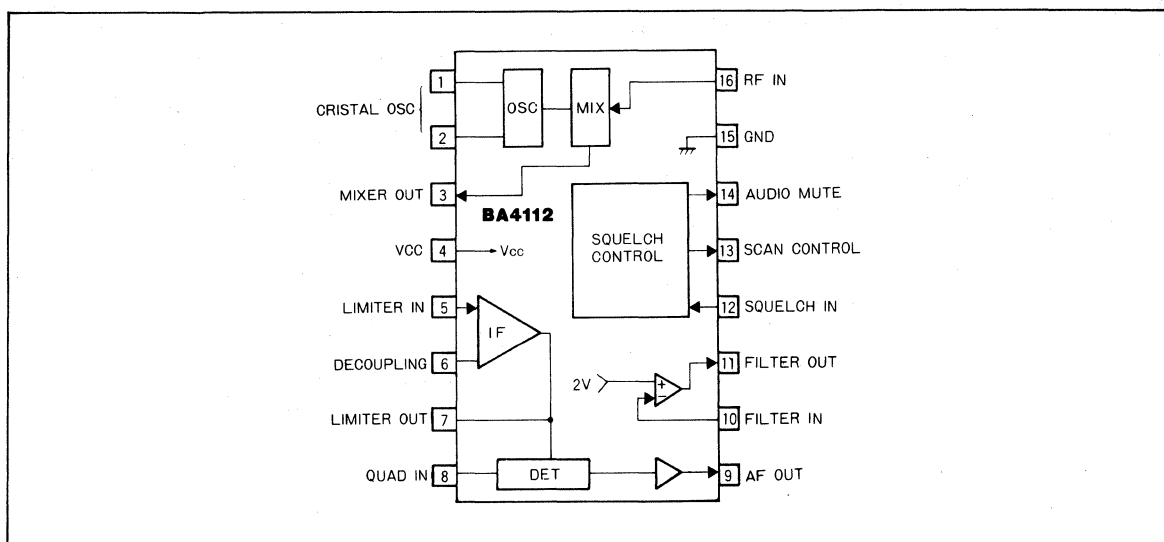 1
CRISTAL OSC
2
OSC
MIX
16 RF IN
15 GND
MIXER OUT 3
BA4112
14 AUDIO MUTE
SQUELCH
CONTROL
VCC 4
Vcc
13 SCAN CONTROL
LIMITER IN 5
IF
12 SQUELCH IN
DECOUPLING 6
11 FILTER OUT
2V
+
−
LIMITER OUT 7
10 FILTER IN
QUAD IN 8
DET
9 AF OUT